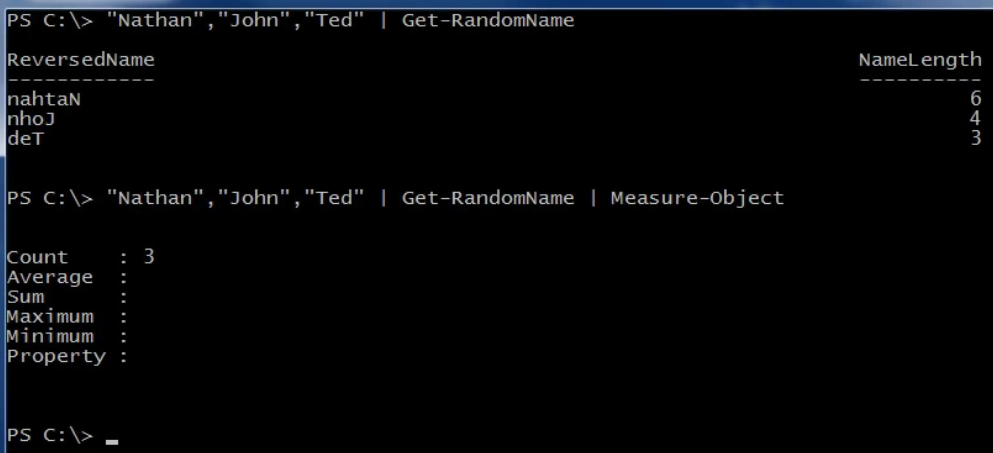 PS C:\> "Nathan","John","Ted" | Get-RandomName
ReversedName NameLength
------------ ----------
nahtaN 6
nhoJ 4
deT 3
PS C:\> "Nathan","John","Ted" | Get-RandomName | Measure-Object
Count : 3
Average :
Sum :
Maximum :
Minimum :
Property :
PS C:\> _